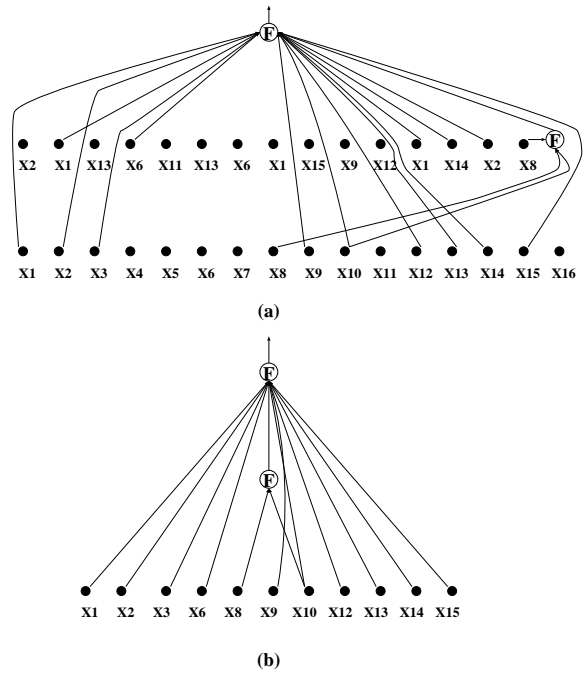 F
X2 X1 X13 X6 X11 X13 X6 X1 X15 X9 X12 X1 X14 X2 X8 F
X1 X2 X3 X4 X5 X6 X7 X8 X9 X10 X11 X12 X13 X14 X15 X16
(a)
F
F
X1 X2 X3 X6 X8 X9 X10 X12 X13 X14 X15
(b)